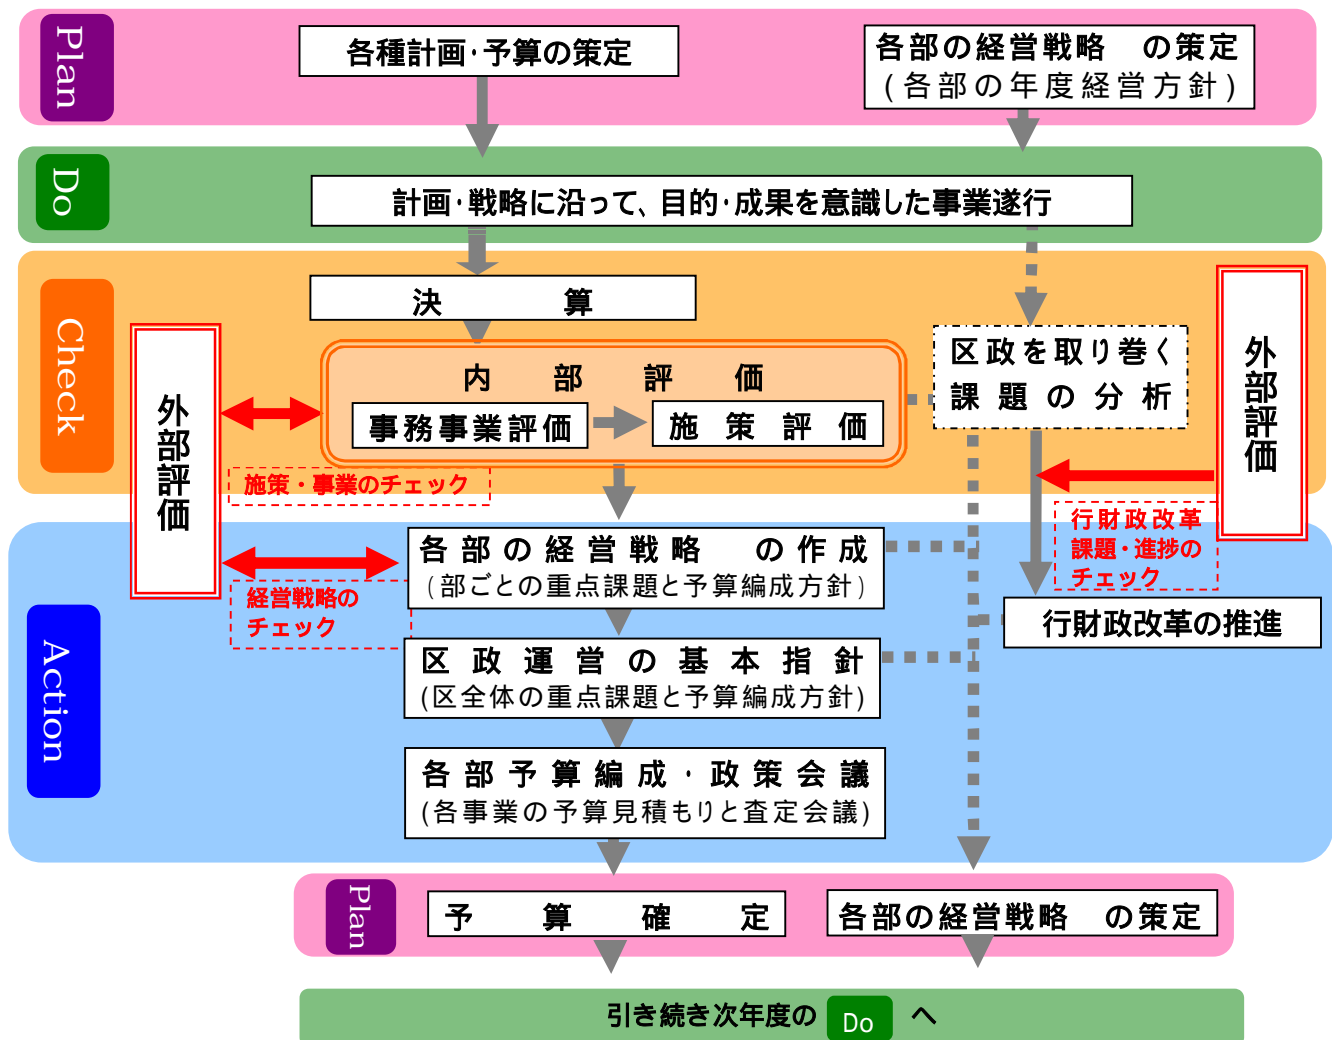 Plan
各種計画・予算の策定
各部の経営戦略　の策定
(各部の年度経営方針)
Do
計画・戦略に沿って、目的・成果を意識した事業遂行
Check
決　算
外部評価
内部評価
事務事業評価
施策評価
区政を取り巻く
課題の分析
外部評価
施策・事業のチェック
行財政改革
課題・進捗の
チェック
Action
各部の経営戦略　の作成
(部ごとの重点課題と予算編成方針)
経営戦略の
チェック
行財政改革の推進
区政運営の基本指針
(区全体の重点課題と予算編成方針)
各部予算編成・政策会議
(各事業の予算見積もりと査定会議)
Plan
予算確定
各部の経営戦略　の策定
引き続き次年度の Do へ